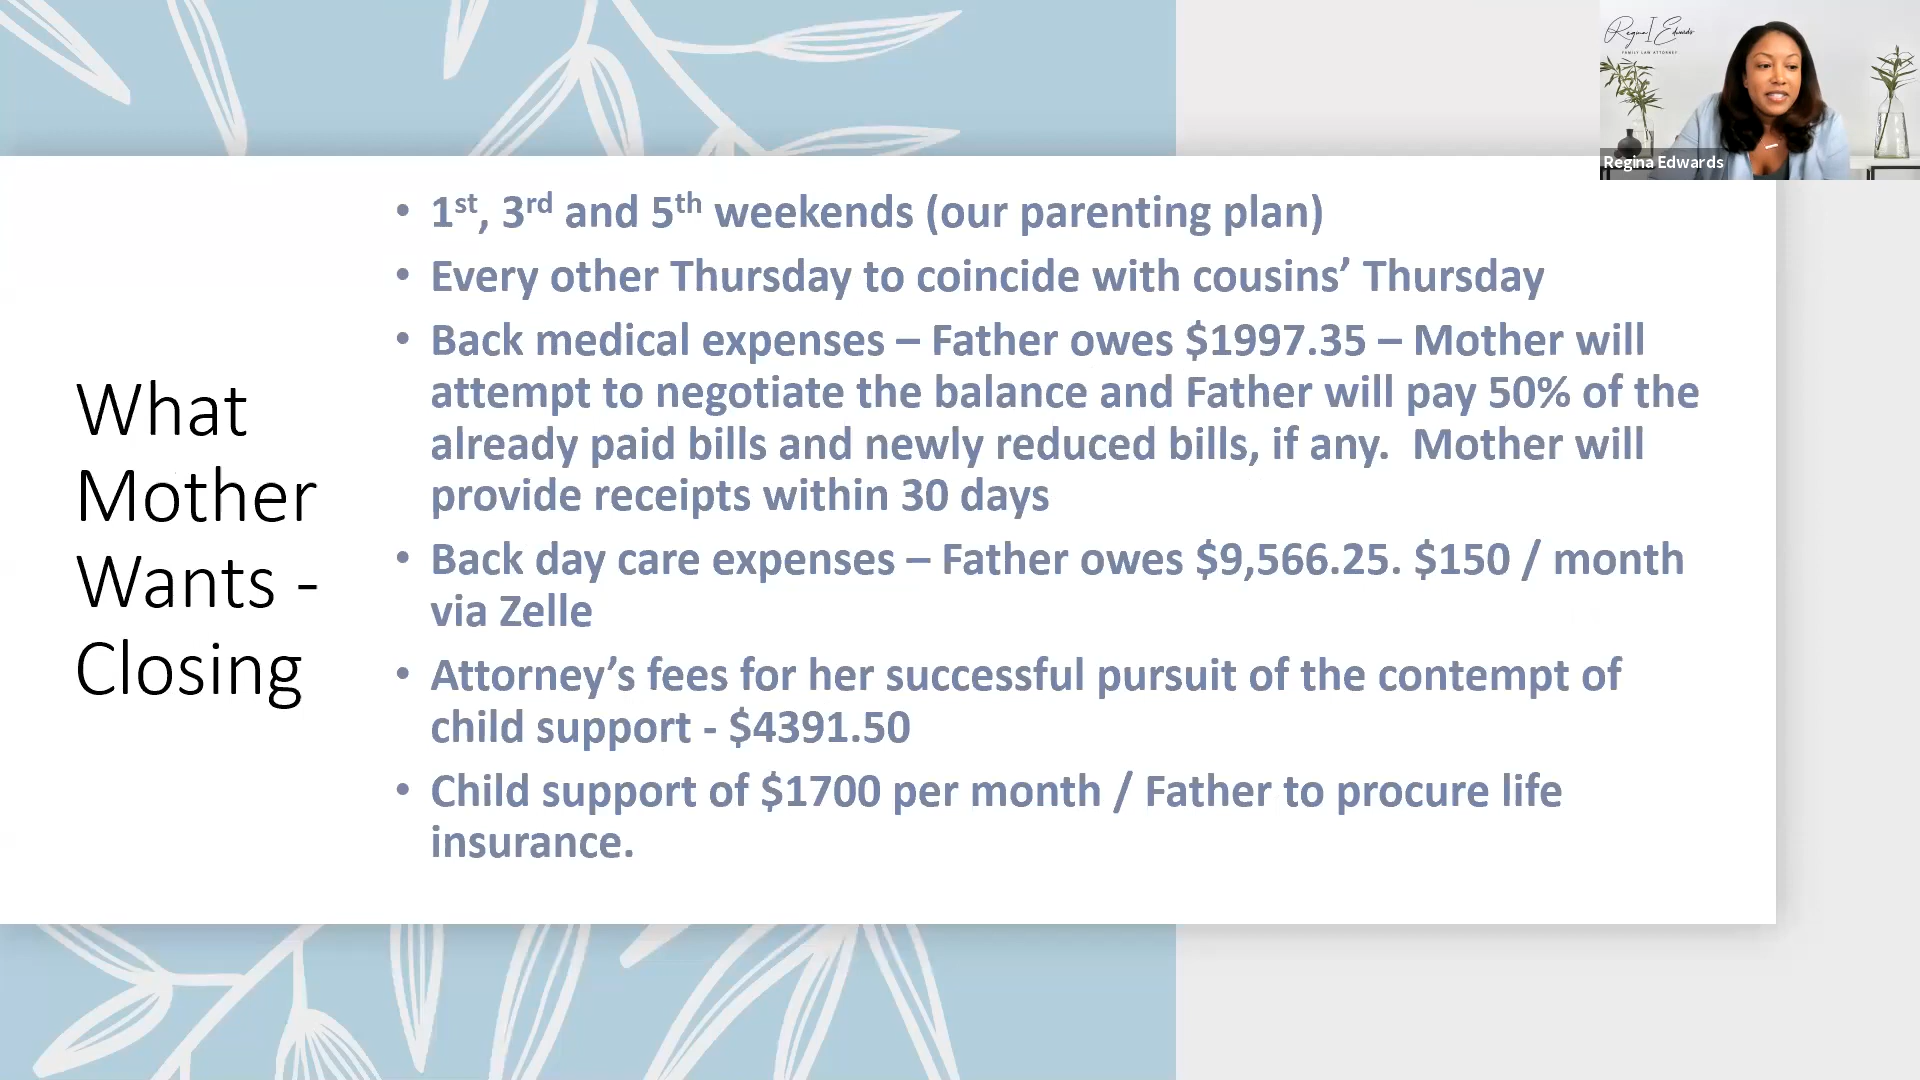 Regina I Edwards
FAMILY LAW ATTORNEY
Regina Edwards
What
Mother
Wants -
Closing
• 1st, 3rd and 5th weekends (our parenting plan)
• Every other Thursday to coincide with cousins’ Thursday
• Back medical expenses – Father owes $1997.35 – Mother will
attempt to negotiate the balance and Father will pay 50% of the
already paid bills and newly reduced bills, if any.  Mother will
provide receipts within 30 days
• Back day care expenses – Father owes $9,566.25. $150 / month
via Zelle
• Attorney’s fees for her successful pursuit of the contempt of
child support - $4391.50
• Child support of $1700 per month / Father to procure life
insurance.